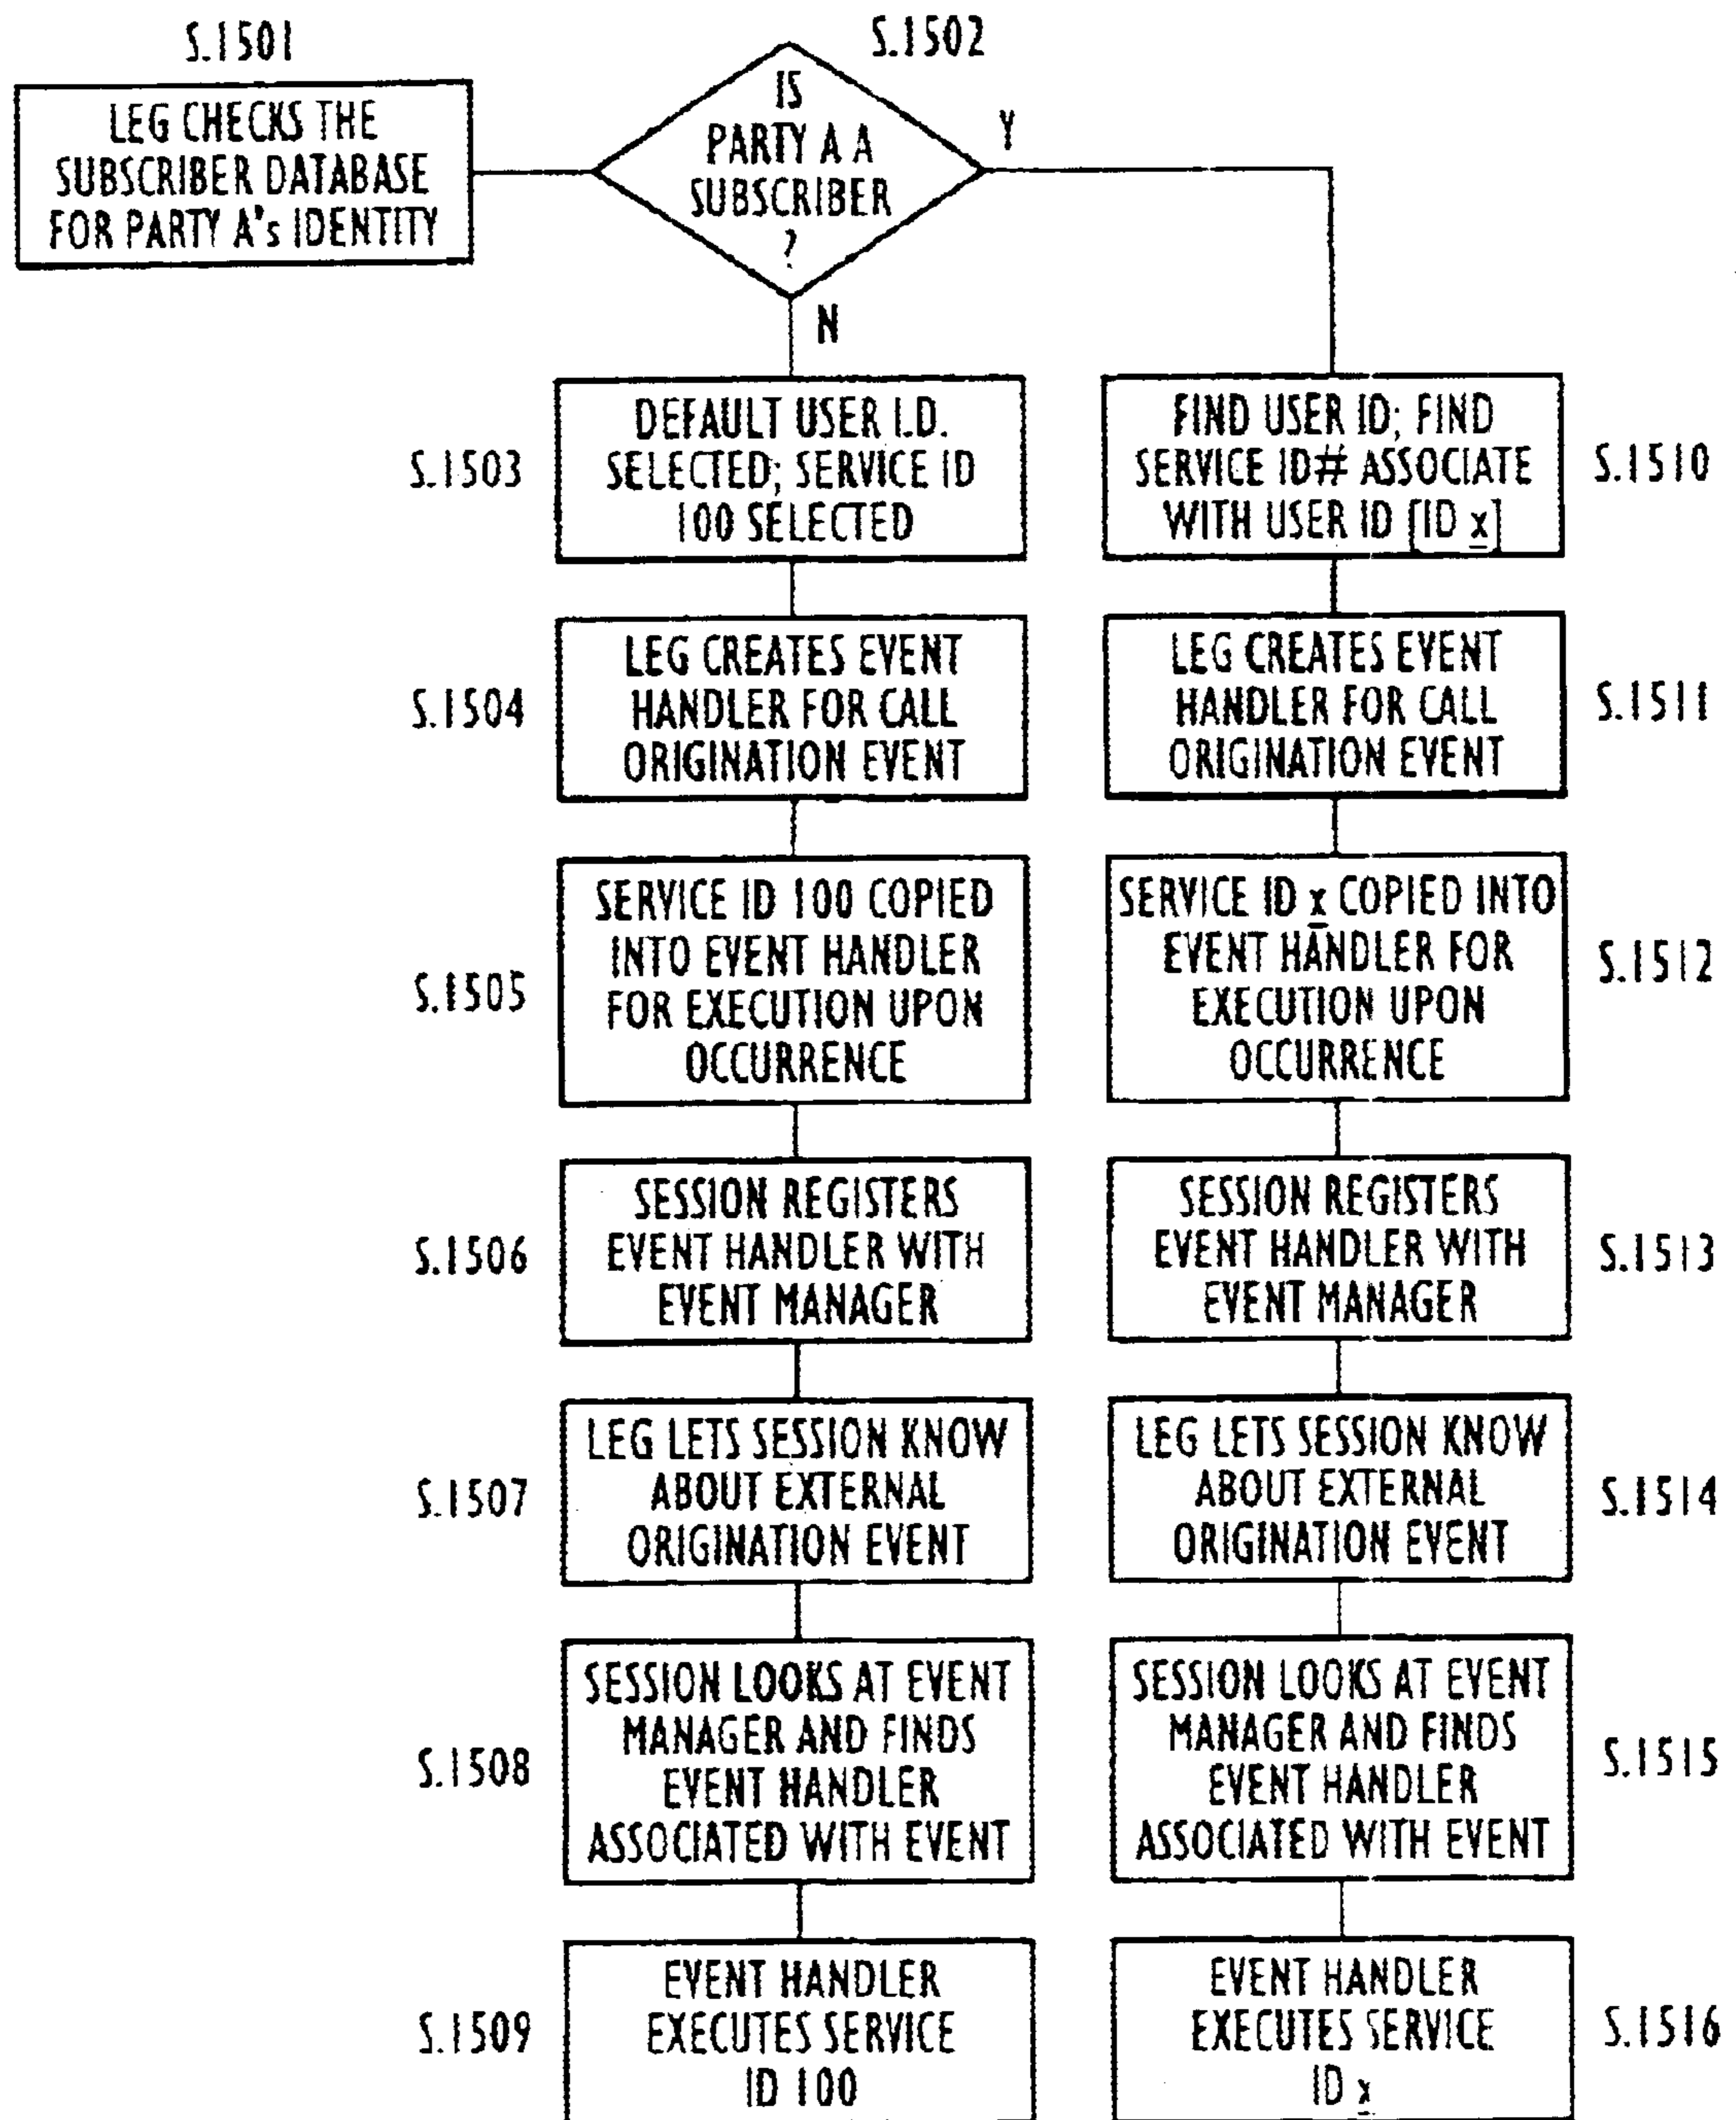 S.1501
LEG CHECKS THE
SUBSCRIBER DATABASE
FOR PARTY A's IDENTITY
S.1502
IS
PARTY A A
SUBSCRIBER
?
Y
N
S.1503
DEFAULT USER I.D.
SELECTED; SERVICE ID
100 SELECTED
S.1504
LEG CREATES EVENT
HANDLER FOR CALL
ORIGINATION EVENT
S.1505
SERVICE ID 100 COPIED
INTO EVENT HANDLER
FOR EXECUTION UPON
OCCURRENCE
S.1506
SESSION REGISTERS
EVENT HANDLER WITH
EVENT MANAGER
S.1507
LEG LETS SESSION KNOW
ABOUT EXTERNAL
ORIGINATION EVENT
S.1508
SESSION LOOKS AT EVENT
MANAGER AND FINDS
EVENT HANDLER
ASSOCIATED WITH EVENT
S.1509
EVENT HANDLER
EXECUTES SERVICE
ID 100
FIND USER ID; FIND
SERVICE ID# ASSOCIATE
WITH USER ID [ID x]
S.1510
LEG CREATES EVENT
HANDLER FOR CALL
ORIGINATION EVENT
S.1511
SERVICE ID x COPIED INTO
EVENT HANDLER FOR
EXECUTION UPON
OCCURRENCE
S.1512
SESSION REGISTERS
EVENT HANDLER WITH
EVENT MANAGER
S.1513
LEG LETS SESSION KNOW
ABOUT EXTERNAL
ORIGINATION EVENT
S.1514
SESSION LOOKS AT EVENT
MANAGER AND FINDS
EVENT HANDLER
ASSOCIATED WITH EVENT
S.1515
EVENT HANDLER
EXECUTES SERVICE
ID x
S.1516